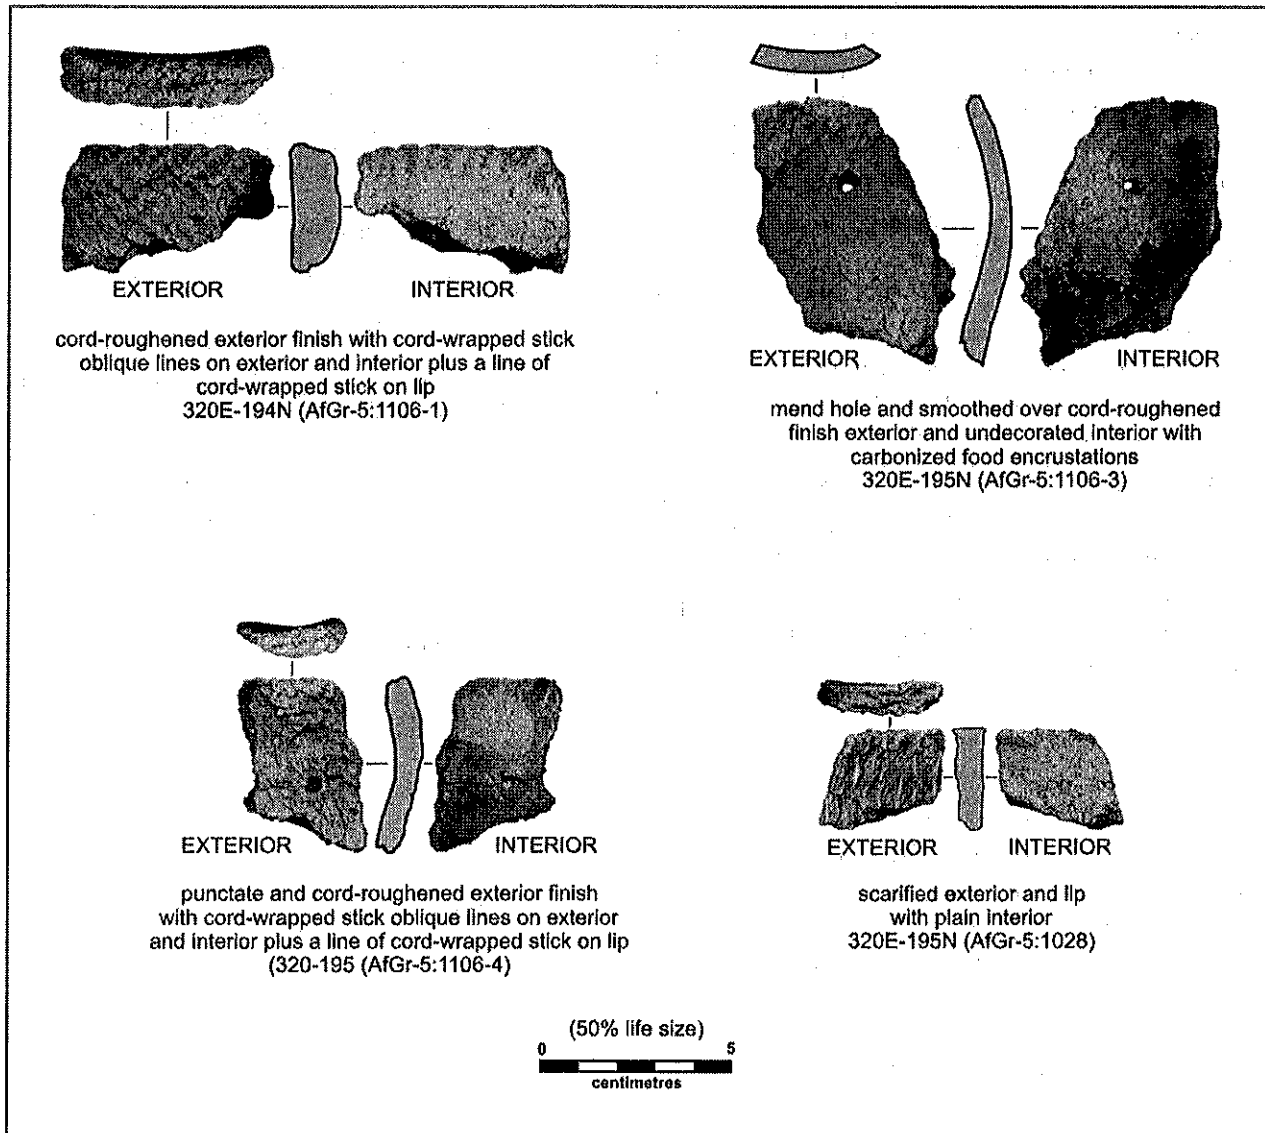 EXTERIOR
INTERIOR
cord-roughened exterior finish with cord-wrapped stick
oblique lines on exterior and interior plus a line of
cord-wrapped stick on lip
320E-194N (AfGr-5:1106-1)
EXTERIOR
INTERIOR
mend hole and smoothed over cord-roughened
finish exterior and undecorated interior with
carbonized food encrustations
320E-195N (AfGr-5:1106-3)
EXTERIOR
INTERIOR
punctate and cord-roughened exterior finish
with cord-wrapped stick oblique lines on exterior
and interior plus a line of cord-wrapped stick on lip
(320-195 (AfGr-5:1106-4)
EXTERIOR
INTERIOR
scarified exterior and lip
with plain interior
320E-195N (AfGr-5:1028)
(50% life size)
0 5
centimetres